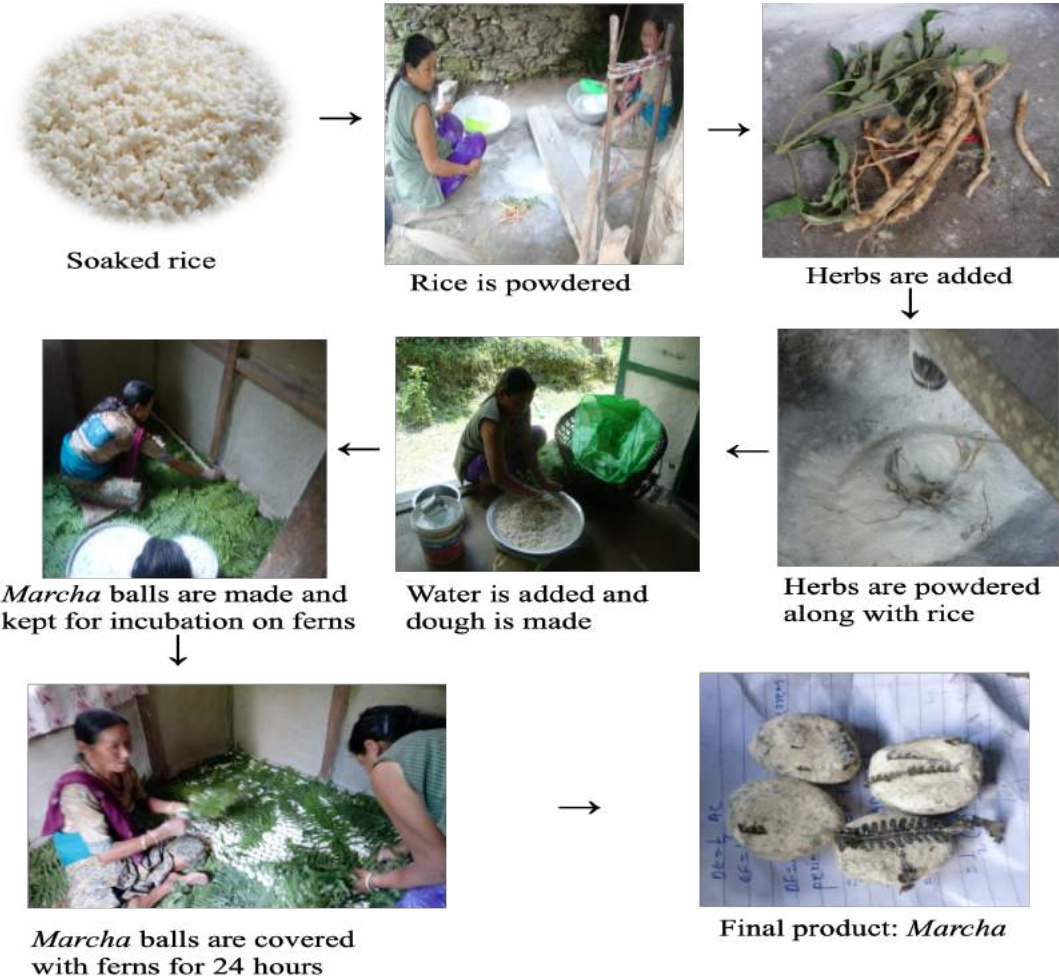 Soaked rice
Rice is powdered
Herbs are added
Herbs are powdered
along with rice
Water is added and
dough is made
Marcha balls are made and
kept for incubation on ferns
Marcha balls are covered
with ferns for 24 hours
Final product: Marcha